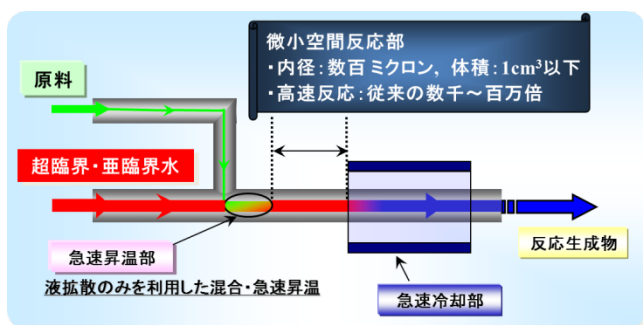 微小空間反応部
・内径：数百ミクロン, 体積：1cm³以下
・高速反応：従来の数千～百万倍
原料
超臨界・亜臨界水
急速昇温部
液拡散のみを利用した混合・急速昇温
反応生成物
急速冷却部